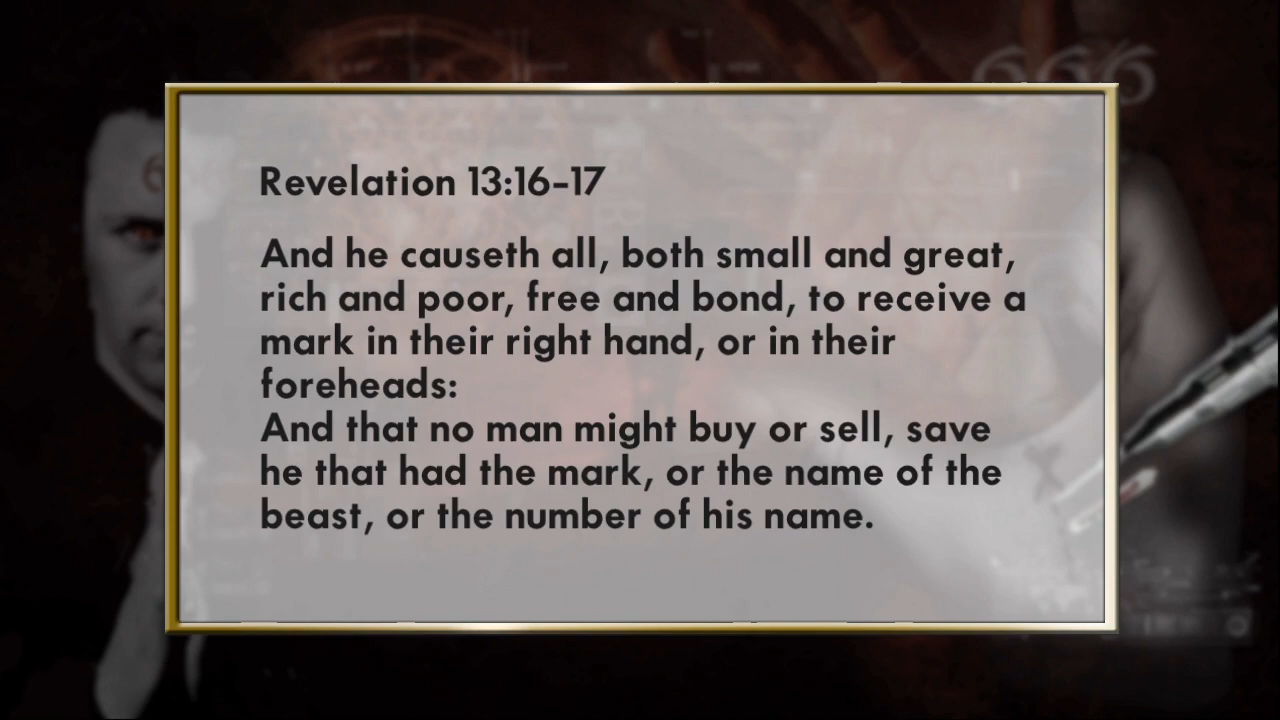 666
6
Revelation 13:16-17
And he causeth all, both small and great,
rich and poor, free and bond, to receive a
mark in their right hand, or in their
foreheads:
And that no man might buy or sell, save
he that had the mark, or the name of the
beast, or the number of his name.